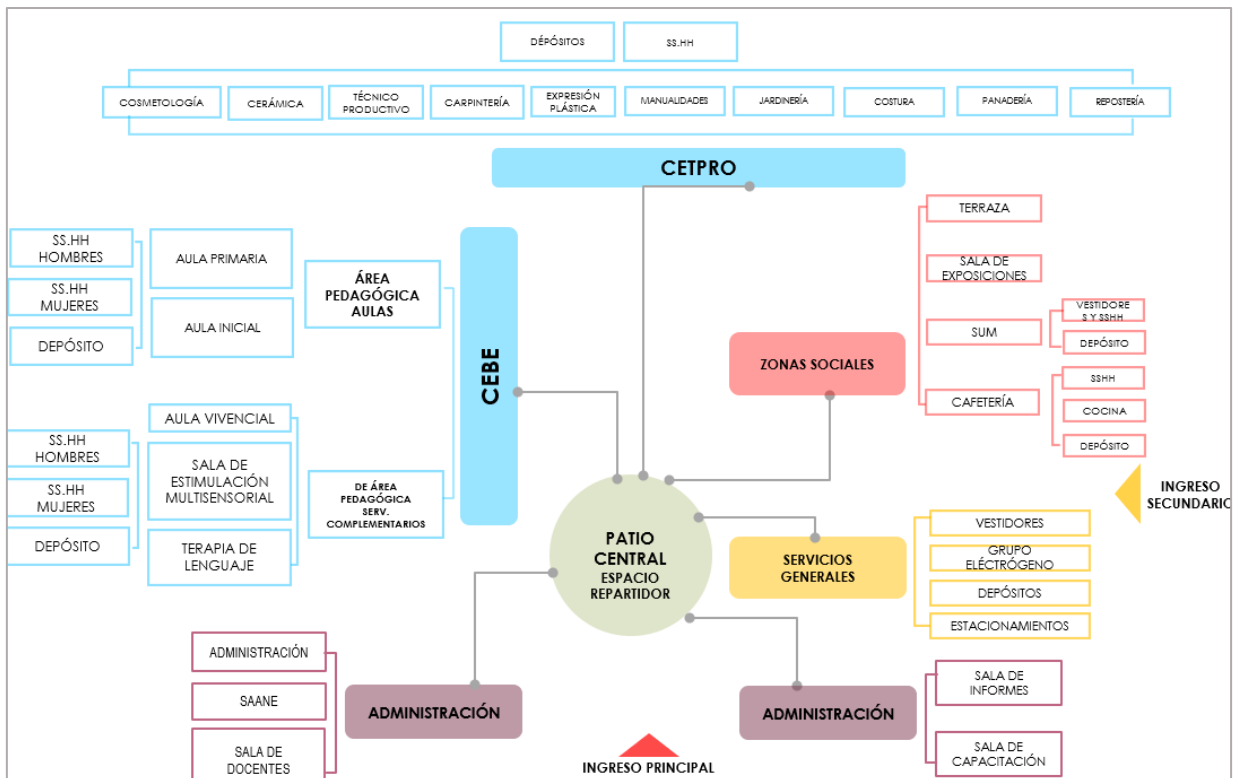 DÉPÓSITOS
SS.HH
COSMETOLOGÍA
CERÁMICA
TÉCNICO
PRODUCTIVO
CARPINTERÍA
EXPRESIÓN
PLÁSTICA
MANUALIDADES
JARDINERÍA
COSTURA
PANADERÍA
REPOSTERÍA
CETPRO
SS.HH
HOMBRES
SS.HH
MUJERES
DEPÓSITO
AULA PRIMARIA
AULA INICIAL
ÁREA
PEDAGÓGICA
AULAS
CEBE
SS.HH
HOMBRES
SS.HH
MUJERES
DEPÓSITO
AULA VIVENCIAL
SALA DE
ESTIMULACIÓN
MULTISENSORIAL
TERAPIA DE
LENGUAJE
DE ÁREA
PEDAGÓGICA
SERV.
COMPLEMENTARIOS
TERRAZA
SALA DE
EXPOSICIONES
SUM
VESTIDORE
S Y SSHH
DEPÓSITO
ZONAS SOCIALES
CAFETERÍA
SSHH
COCINA
DEPÓSITO
INGRESO
SECUNDARIO
PATIO
CENTRAL
ESPACIO
REPARTIDOR
SERVICIOS
GENERALES
VESTIDORES
GRUPO
ELÉCTRÓGENO
DEPÓSITOS
ESTACIONAMIENTOS
ADMINISTRACIÓN
SAANE
SALA DE
DOCENTES
ADMINISTRACIÓN
INGRESO PRINCIPAL
ADMINISTRACIÓN
SALA DE
INFORMES
SALA DE
CAPACITACIÓN